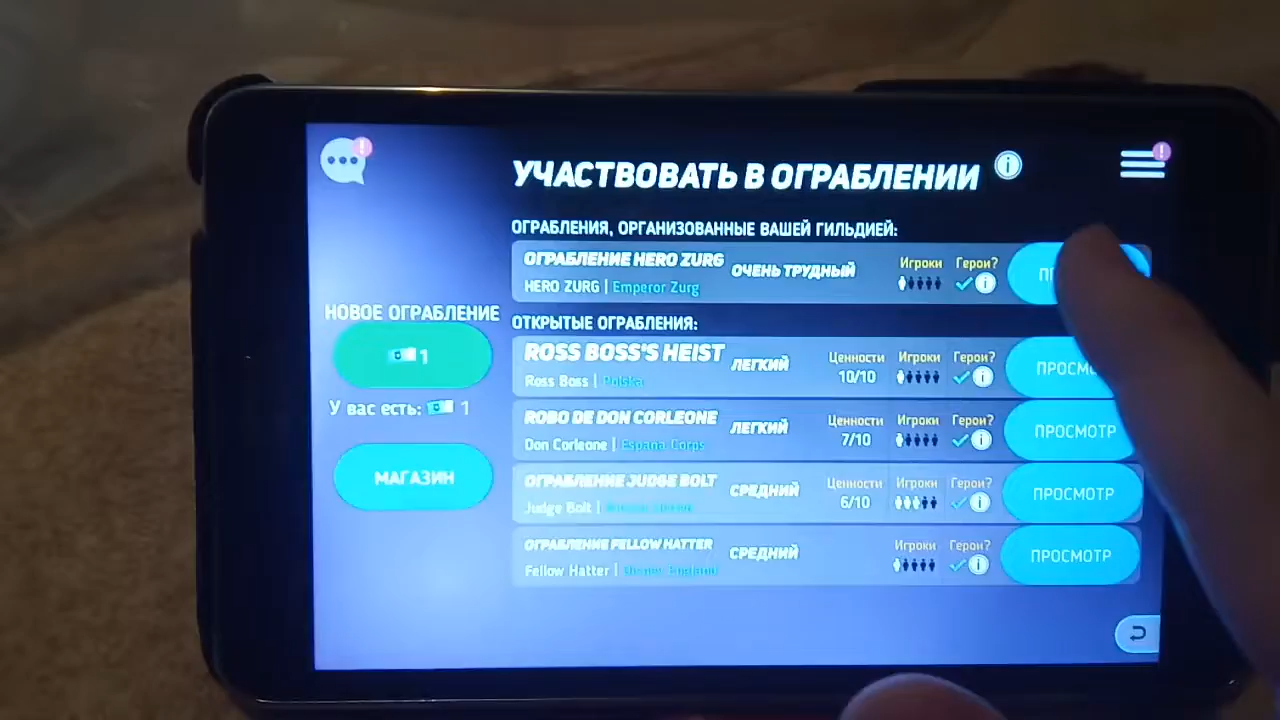 УЧАСТВОВАТЬ В ОГРАБЛЕНИИ
ОГРАБЛЕНИЯ, ОРГАНИЗОВАННЫЕ ВАШЕЙ ГИЛЬДИЕЙ:
ОГРАБЛЕНИЕ HERO ZURG
ОЧЕНЬ ТРУДНЫЙ
Игроки
Герои?
HERO ZURG | Emperor Zurg
НОВОЕ ОГРАБЛЕНИЕ
1
У вас есть: 1
МАГАЗИН
ОТКРЫТЫЕ ОГРАБЛЕНИЯ:
ROSS BOSS'S HEIST
ЛЕГКИЙ
Ценности
10/10
Игроки
Герои?
Ross Boss | Polska
ROBO DE DON CORLEONE
ЛЕГКИЙ
Ценности
7/10
Игроки
Герои?
ПРОСМОТР
Don Corleone | Espana Corps
ОГРАБЛЕНИЕ JUDGE BOLT
СРЕДНИЙ
Ценности
6/10
Игроки
Герои?
ПРОСМОТР
Judge Bolt |
ОГРАБЛЕНИЕ FELLOW HATTER
СРЕДНИЙ
Игроки
Герои?
ПРОСМОТР
Fellow Hatter | Disney England